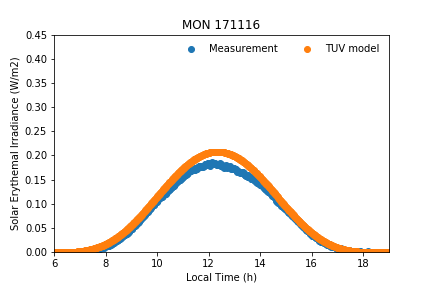 MON 171116
Measurement TUV model
Solar Erythemal Irradiance (W/m2)
0.45
0.40
0.35
0.30
0.25
0.20
0.15
0.10
0.05
0.00
6 8 10 12 14 16 18
Local Time (h)